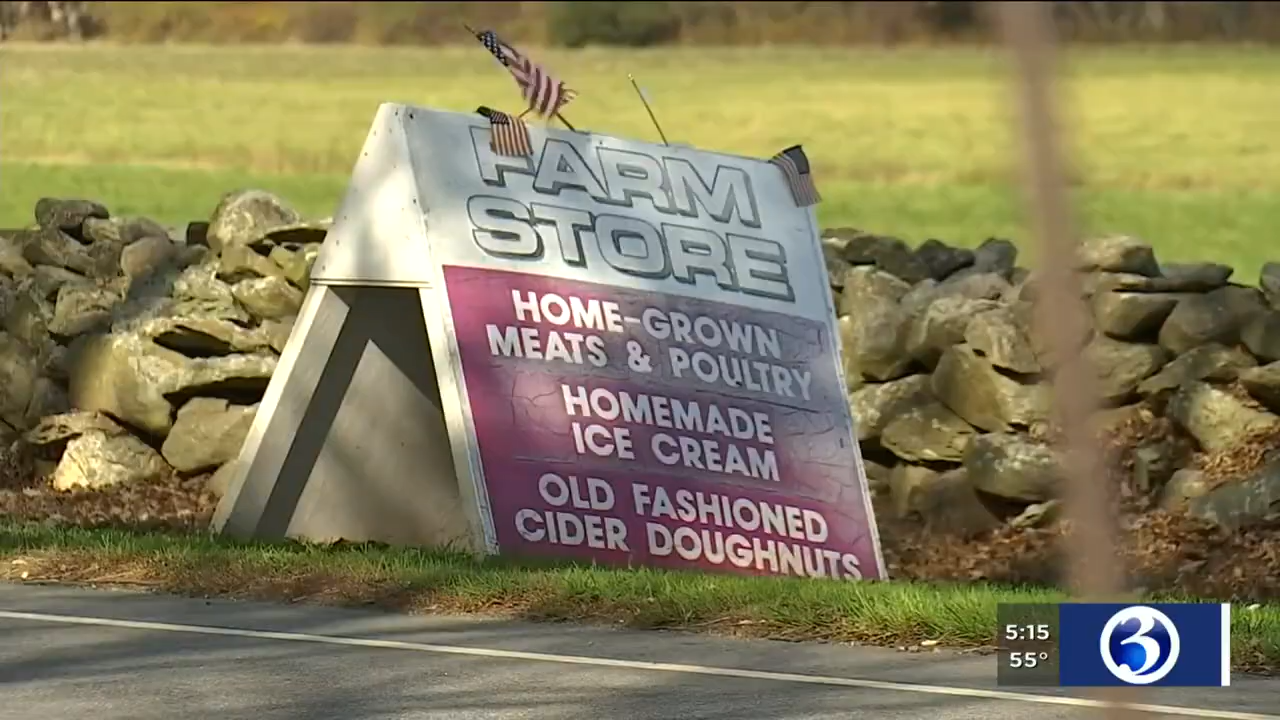 FARM
STORE
HOME-GROWN
MEATS & POULTRY
HOMEMADE
ICE CREAM
OLD FASHIONED
CIDER DOUGHNUTS
5:15
55°
3